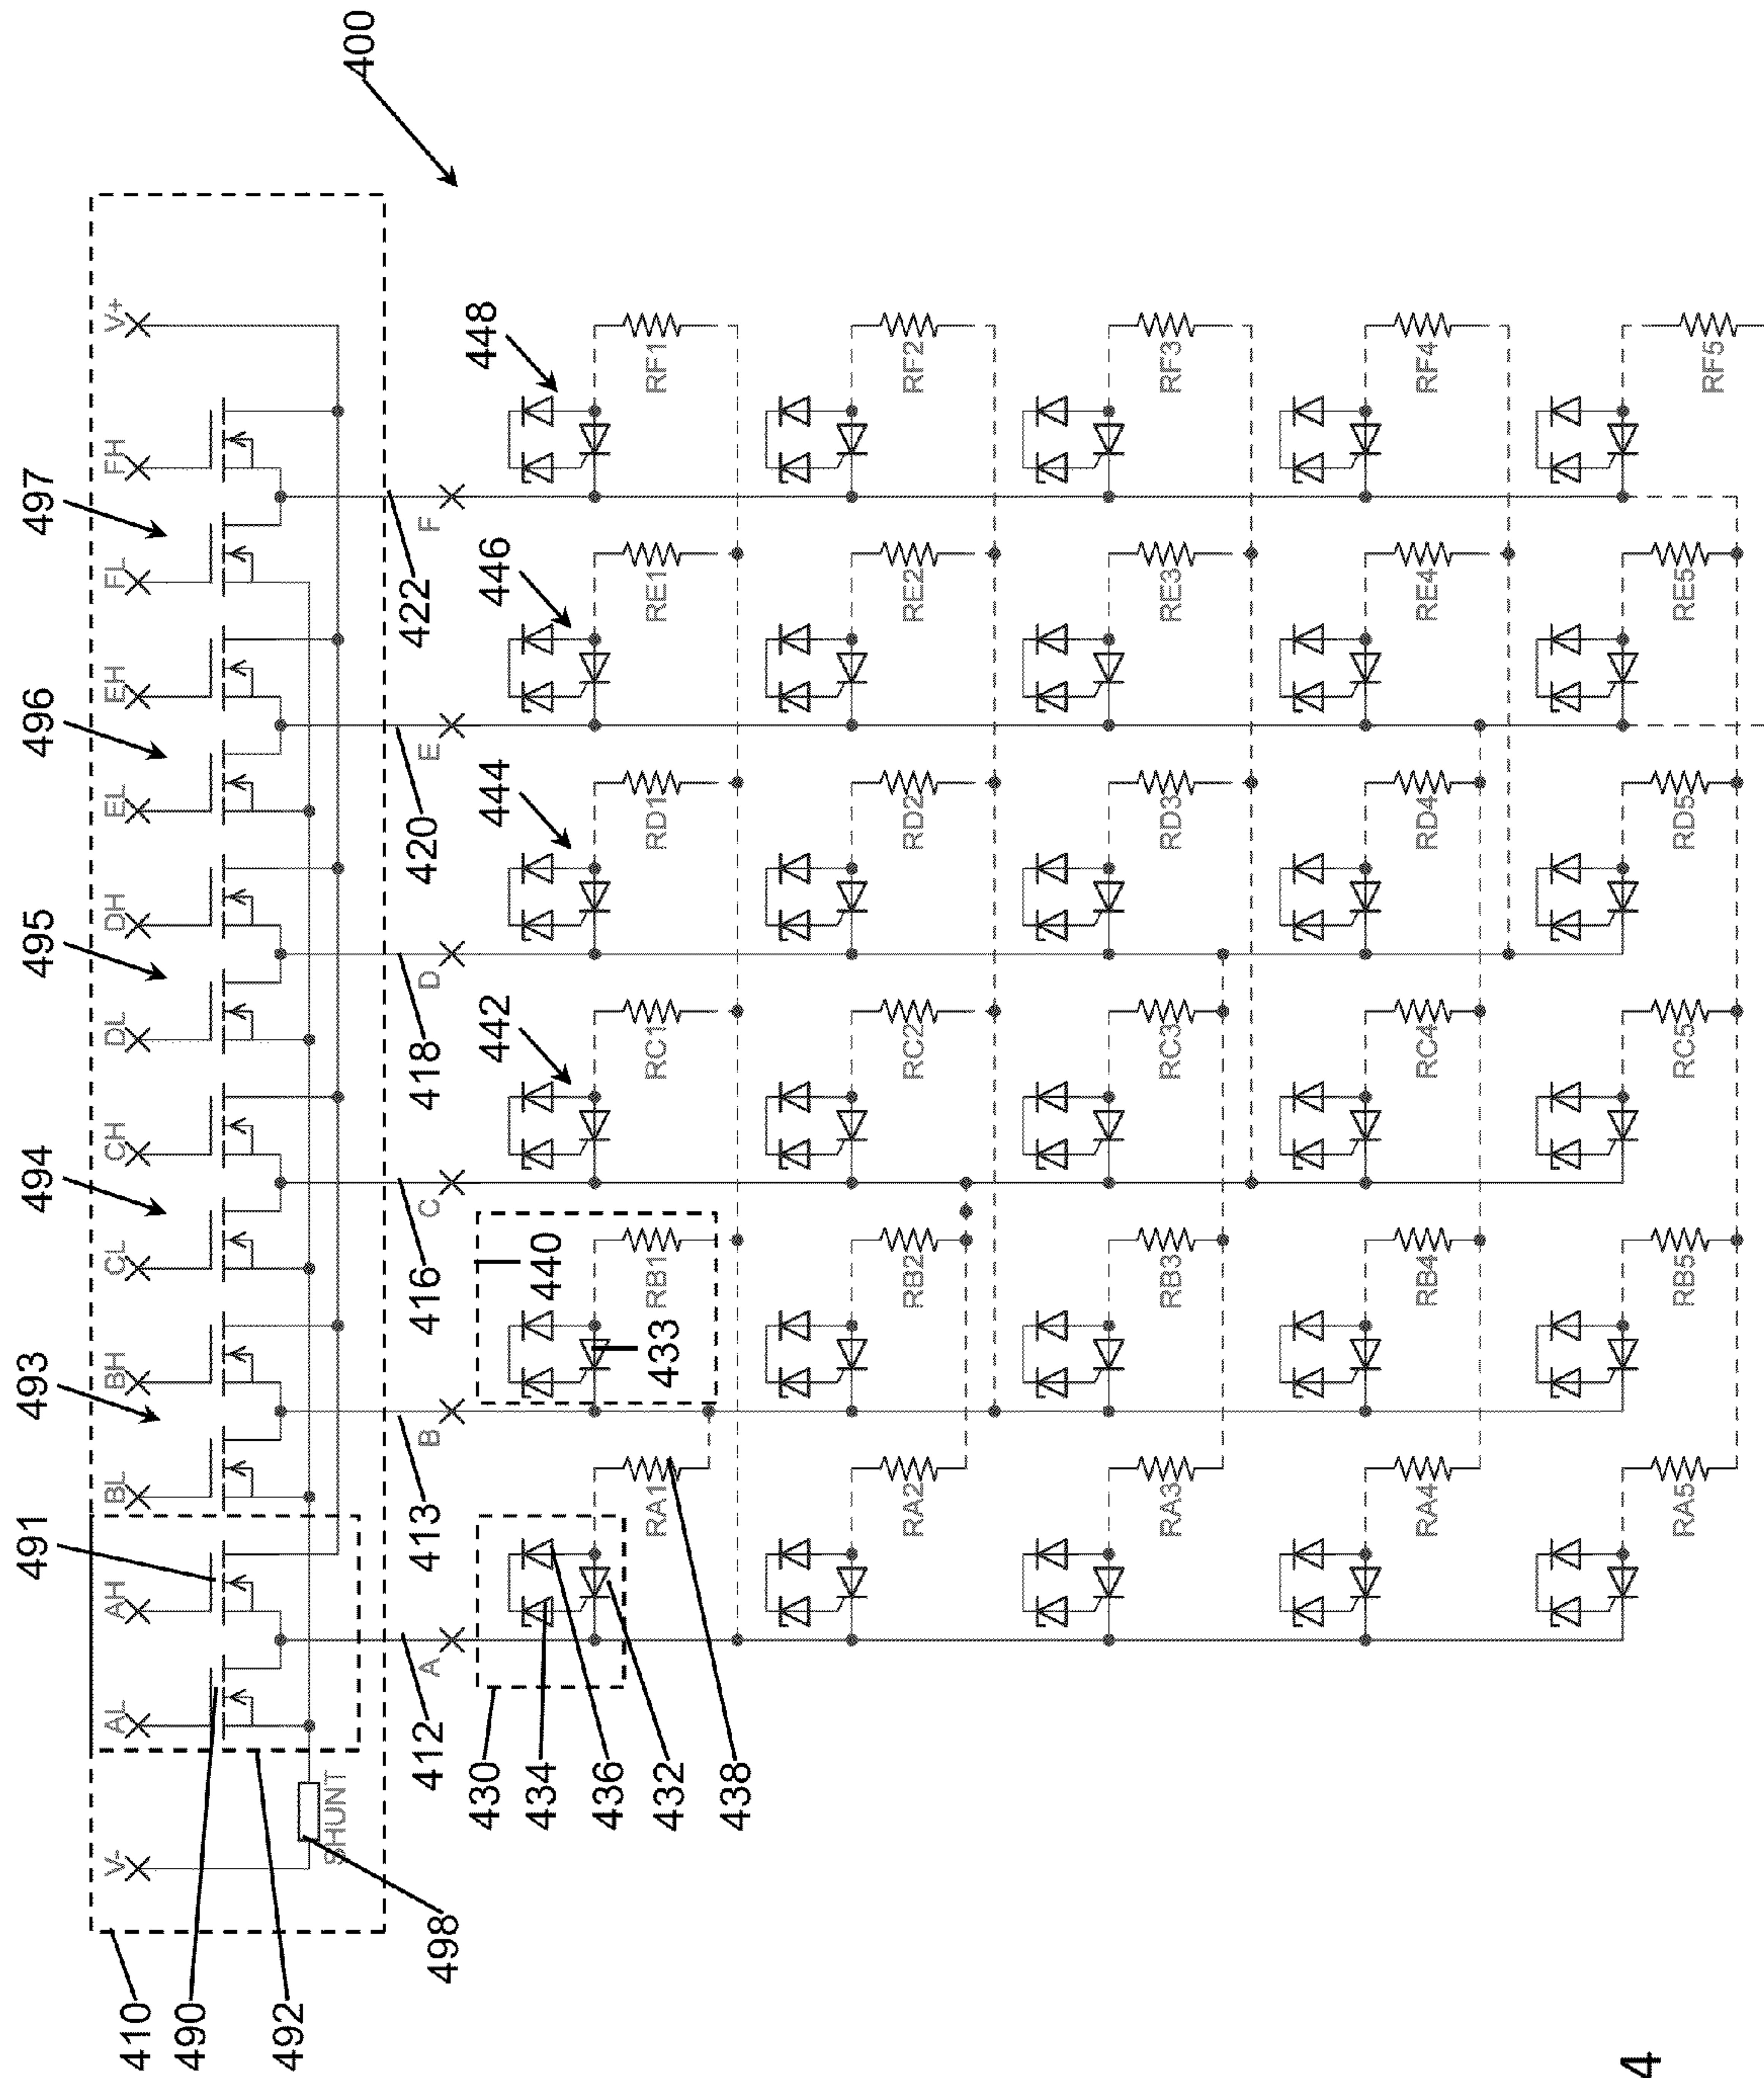 400
V+
FH
FL
EH
EL
DH
DL
CH
CL
BH
BL
AH
AL
V-
SHUNT
497
496
495
494
493
491
410
490
492
498
422
420
418
416
413
412
F
E
D
C
B
A
448
446
444
442
440
433
430
434
436
432
438
RF1
RE1
RD1
RC1
RB1
RA1
RF2
RE2
RD2
RC2
RB2
RA2
RF3
RE3
RD3
RC3
RB3
RA3
RF4
RE4
RD4
RC4
RB4
RA4
RF5
RE5
RD5
RC5
RB5
RA5
4